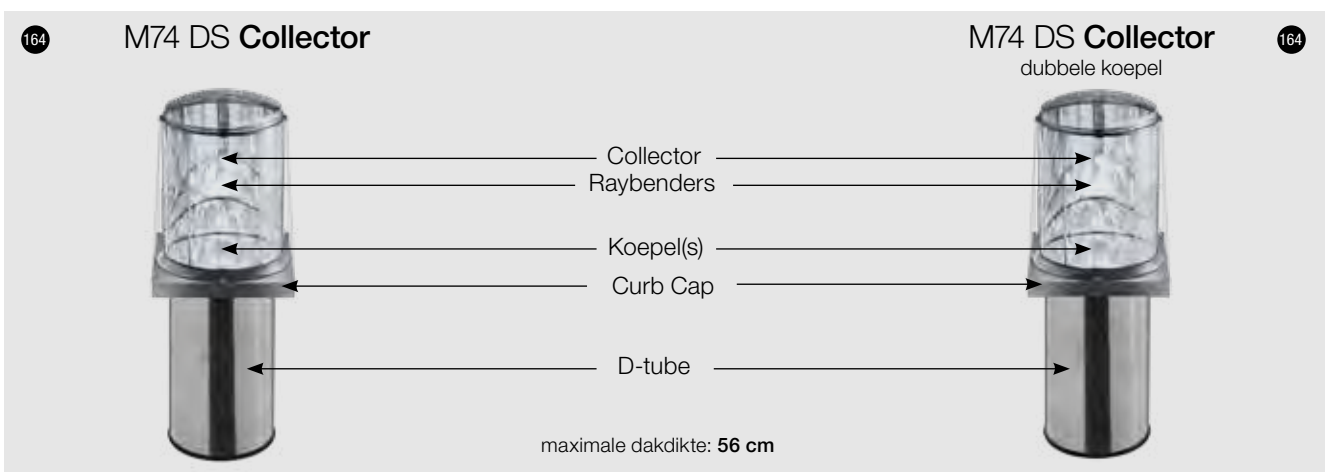 164 M74 DS Collector
M74 DS Collector 164
dubbele koepel
Collector
Raybenders
Koepel(s)
Curb Cap
D-tube
maximale dakdikte: 56 cm